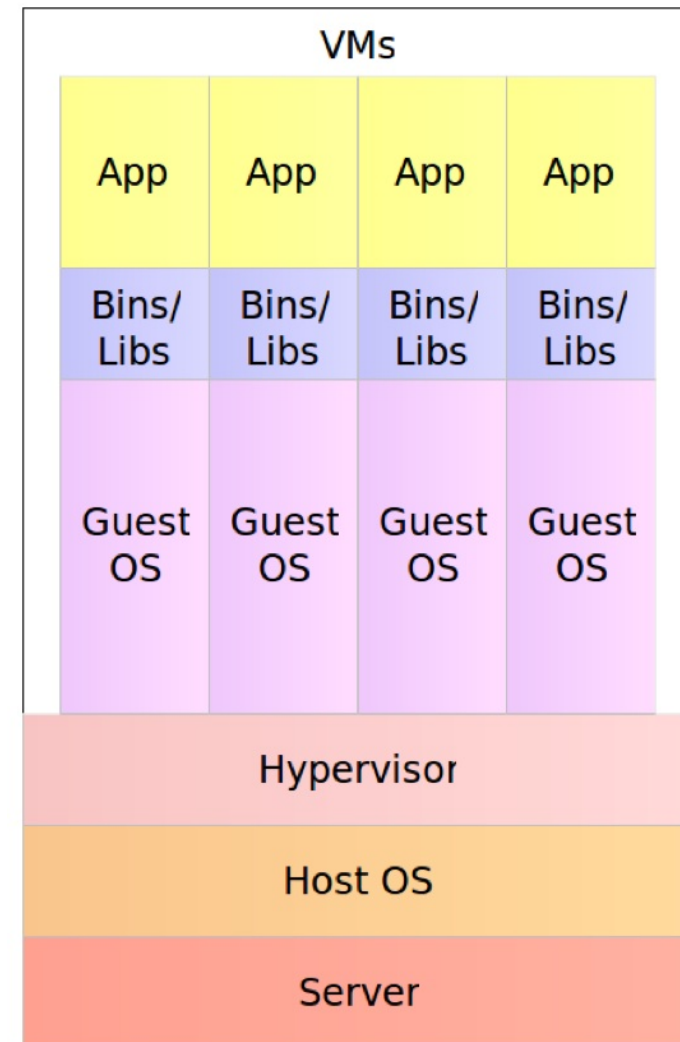 VMs
App App App App
Bins/ Bins/ Bins/ Bins/
Libs Libs Libs Libs
Guest Guest Guest Guest
OS OS OS OS
Hypervisor
Host OS
Server